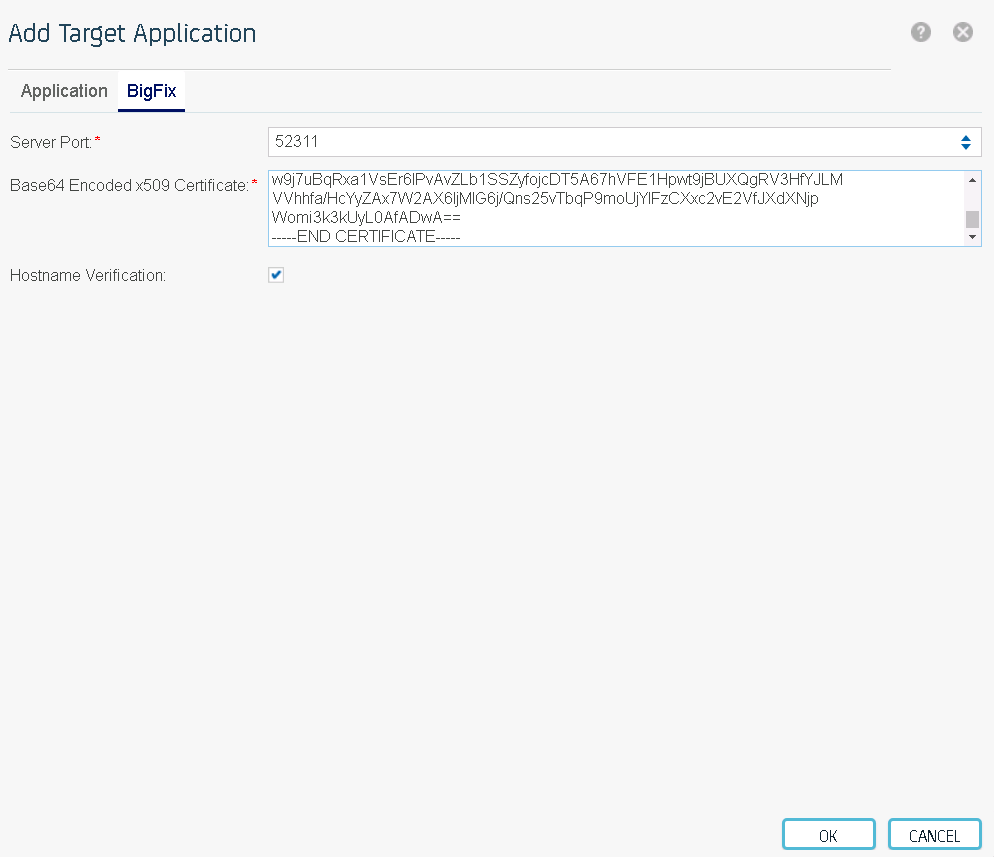 Add Target Application
Application BigFix
Server Port:* 52311
Base64 Encoded x509 Certificate:* w9j7uBqRxa1VsEr6lPvAvZLb1SSZyfojcDT5A67hVFE1Hpwt9jBUXQgRV3HfYJLM
VVhhfa/HcYyZAx7W2AX6ljMlG6j/Qns25vTbqP9moUjYlFzCXxc2vE2VfJXdXNjp
Womi3k3kUyL0AfADwA==
-----END CERTIFICATE-----
Hostname Verification:
OK CANCEL